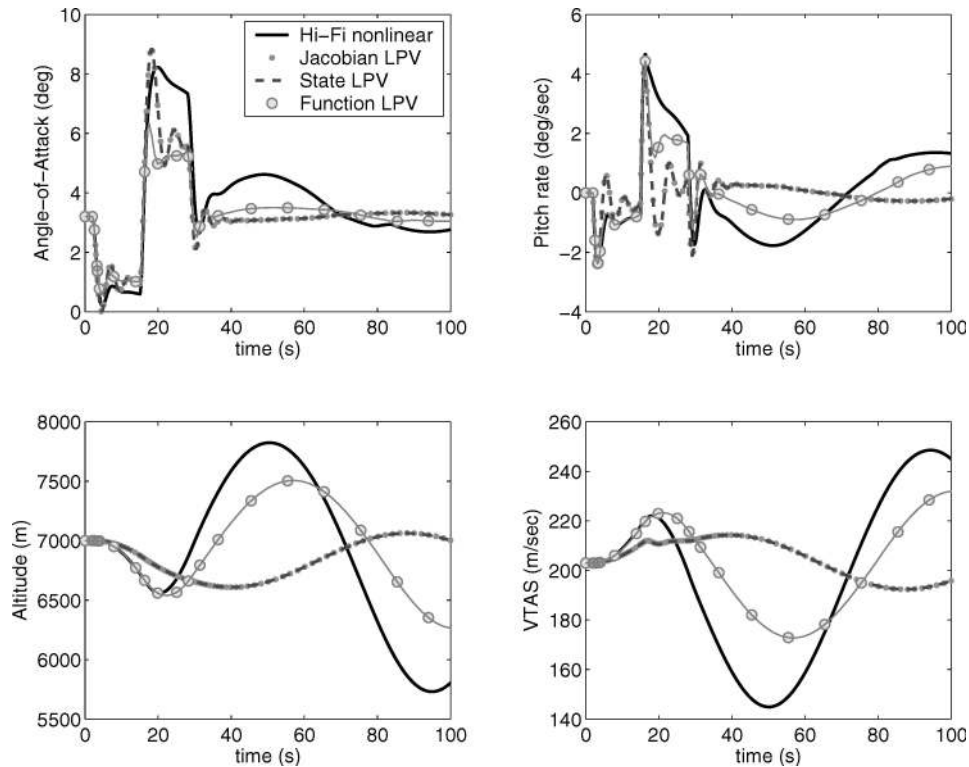 10
8
6
4
2
0
Angle-of-Attack (deg)
0 20 40 60 80 100
time (s)
Hi-Fi nonlinear
Jacobian LPV
State LPV
Function LPV
6
4
2
0
−2
−4
Pitch rate (deg/sec)
0 20 40 60 80 100
time (s)
8000
7500
7000
6500
6000
5500
Altitude (m)
0 20 40 60 80 100
time (s)
260
240
220
200
180
160
140
VTAS (m/sec)
0 20 40 60 80 100
time (s)